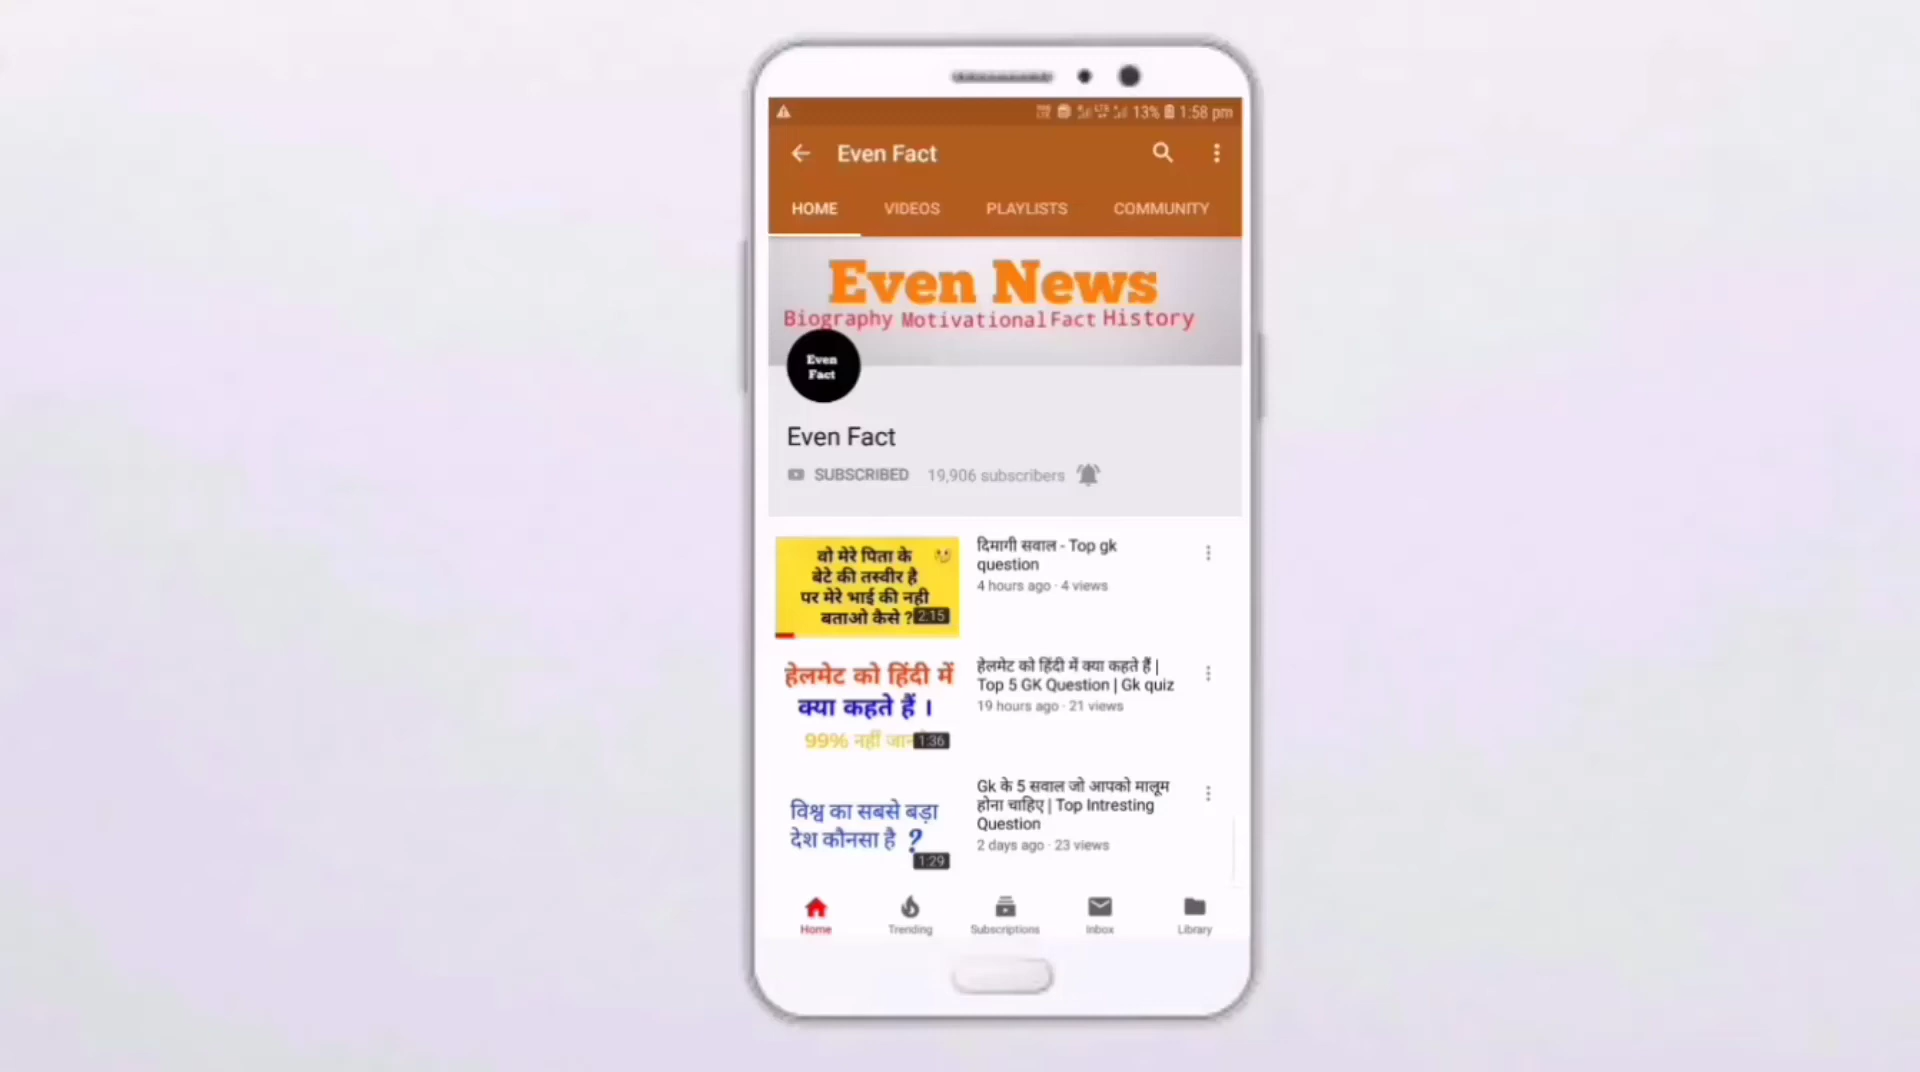 13% 1:58 pm
Even Fact
HOME VIDEOS PLAYLISTS COMMUNITY
Even News
Biography Motivational Fact History
Even
Fact
Even Fact
SUBSCRIBED 19,906 subscribers
वो मेरे पिता के
बेटे की तस्वीर है
पर मेरे भाई की नही
बताओ कैसे ?
2:15
दिमागी सवाल - Top gk
question
4 hours ago · 4 views
हेलमेट को हिंदी में
क्या कहते हैं ।
99% नहीं
1:36
हेलमेट को हिंदी में क्या कहते हैं |
Top 5 GK Question | Gk quiz
19 hours ago · 21 views
विश्व का सबसे बड़ा
देश कौनसा है ?
1:29
Gk के 5 सवाल जो आपको मालूम
होना चाहिए | Top Intresting
Question
2 days ago · 23 views
Home Trending Subscriptions Inbox Library